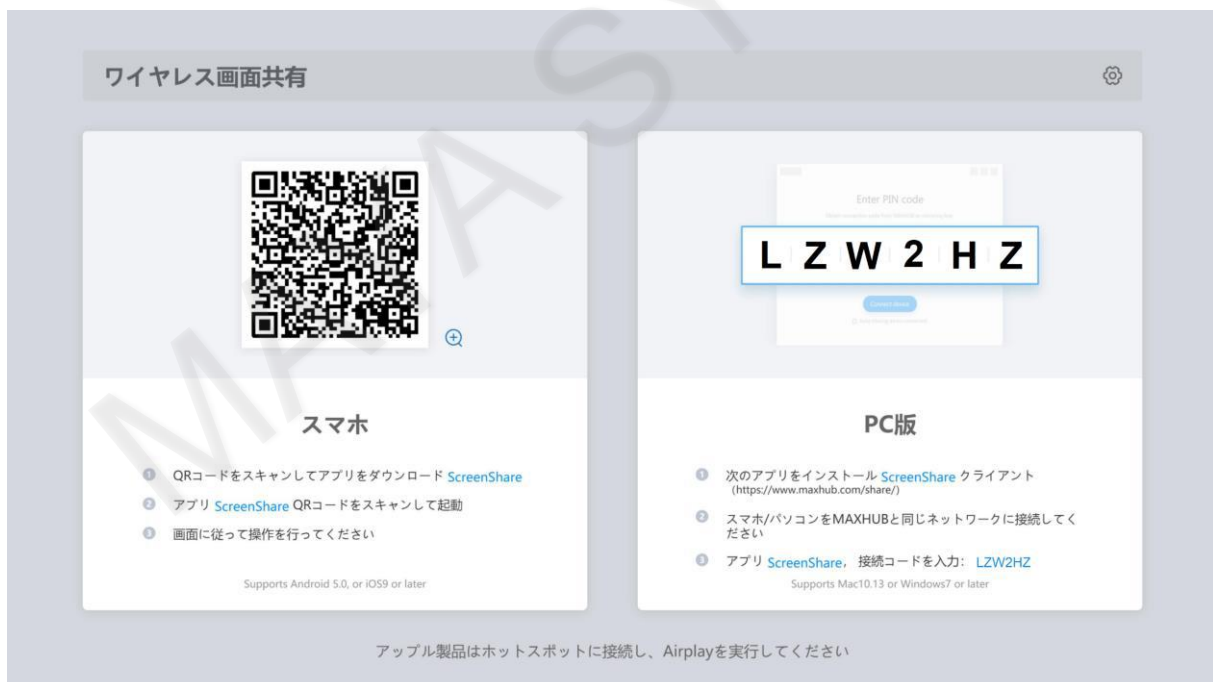 ワイヤレス画面共有
Enter PIN code
L Z W 2 H Z
スマホ
1 QRコードをスキャンしてアプリをダウンロード ScreenShare
2 アプリ ScreenShare QRコードをスキャンして起動
3 画面に従って操作を行ってください
Supports Android 5.0, or iOS9 or later
PC版
1 次のアプリをインストール ScreenShare クライアント
（https://www.maxhub.com/share/）
2 スマホ/パソコンをMAXHUBと同じネットワークに接続してく
ださい
3 アプリ ScreenShare，接続コードを入力: LZW2HZ
Supports Mac10.13 or Windows7 or later
アップル製品はホットスポットに接続し、Airplayを実行してください